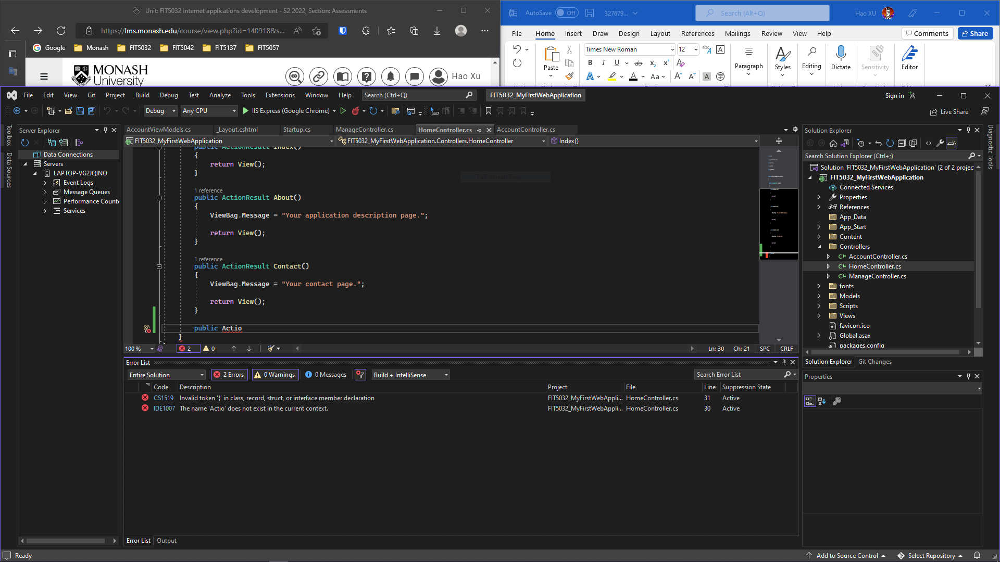 Unit: FIT5032 Internet applications development - S2 2022, Section: Assessments
https://lms.monash.edu/course/view.php?id=140918&s...
Google Monash FIT5032 FIT5042 FIT5137 FIT5057
MONASH
University
Hao Xu
AutoSave Off 327679... Search (Alt+Q) Hao XU
File Home Insert Draw Design Layout References Mailings Review View Help Comments Share
Times New Roman 12
Paste Paragraph Styles Editing Dictate Sensitivity Editor
File Edit View Git Project Build Debug Test Analyze Tools Extensions Window Help Search (Ctrl+Q) FIT5032_MyFirstWebApplication Sign in
Debug Any CPU IIS Express (Google Chrome) Live Share
Toolbox
Data Sources
Server Explorer
Data Connections
Servers
LAPTOP-VG2JQINO
Event Logs
Message Queues
Performance Counte
Services
AccountViewModels.cs _Layout.cshtml Startup.cs ManageController.cs HomeController.cs AccountController.cs
FIT5032_MyFirstWebApplication FIT5032_MyFirstWebApplication.Controllers.HomeController Index()
public ActionResult Index()
{
return View();
}
1 reference
public ActionResult About()
{
ViewBag.Message = "Your application description page.";
return View();
}
1 reference
public ActionResult Contact()
{
ViewBag.Message = "Your contact page.";
return View();
}
public Actio
}
100 % 2 0 Ln: 30 Ch: 21 SPC CRLF
Error List
Entire Solution 2 Errors 0 Warnings 0 Messages Build + IntelliSense Search Error List
Code Description Project File Line Suppression State
CS1519 Invalid token '}' in class, record, struct, or interface member declaration FIT5032_MyFirstWebAppli... HomeController.cs 31 Active
IDE1007 The name 'Actio' does not exist in the current context. FIT5032_MyFirstWebAppli... HomeController.cs 30 Active
Error List Output
Solution Explorer
Search Solution Explorer (Ctrl+;)
Solution 'FIT5032_MyFirstWebApplication' (2 of 2 projec
FIT5032_MyFirstWebApplication
Connected Services
Properties
References
App_Data
App_Start
Content
Controllers
C# AccountController.cs
C# HomeController.cs
C# ManageController.cs
fonts
Models
Scripts
Views
favicon.ico
Global.asax
packages.config
Solution Explorer Git Changes
Properties
Diagnostic Tools
Ready Add to Source Control Select Repository